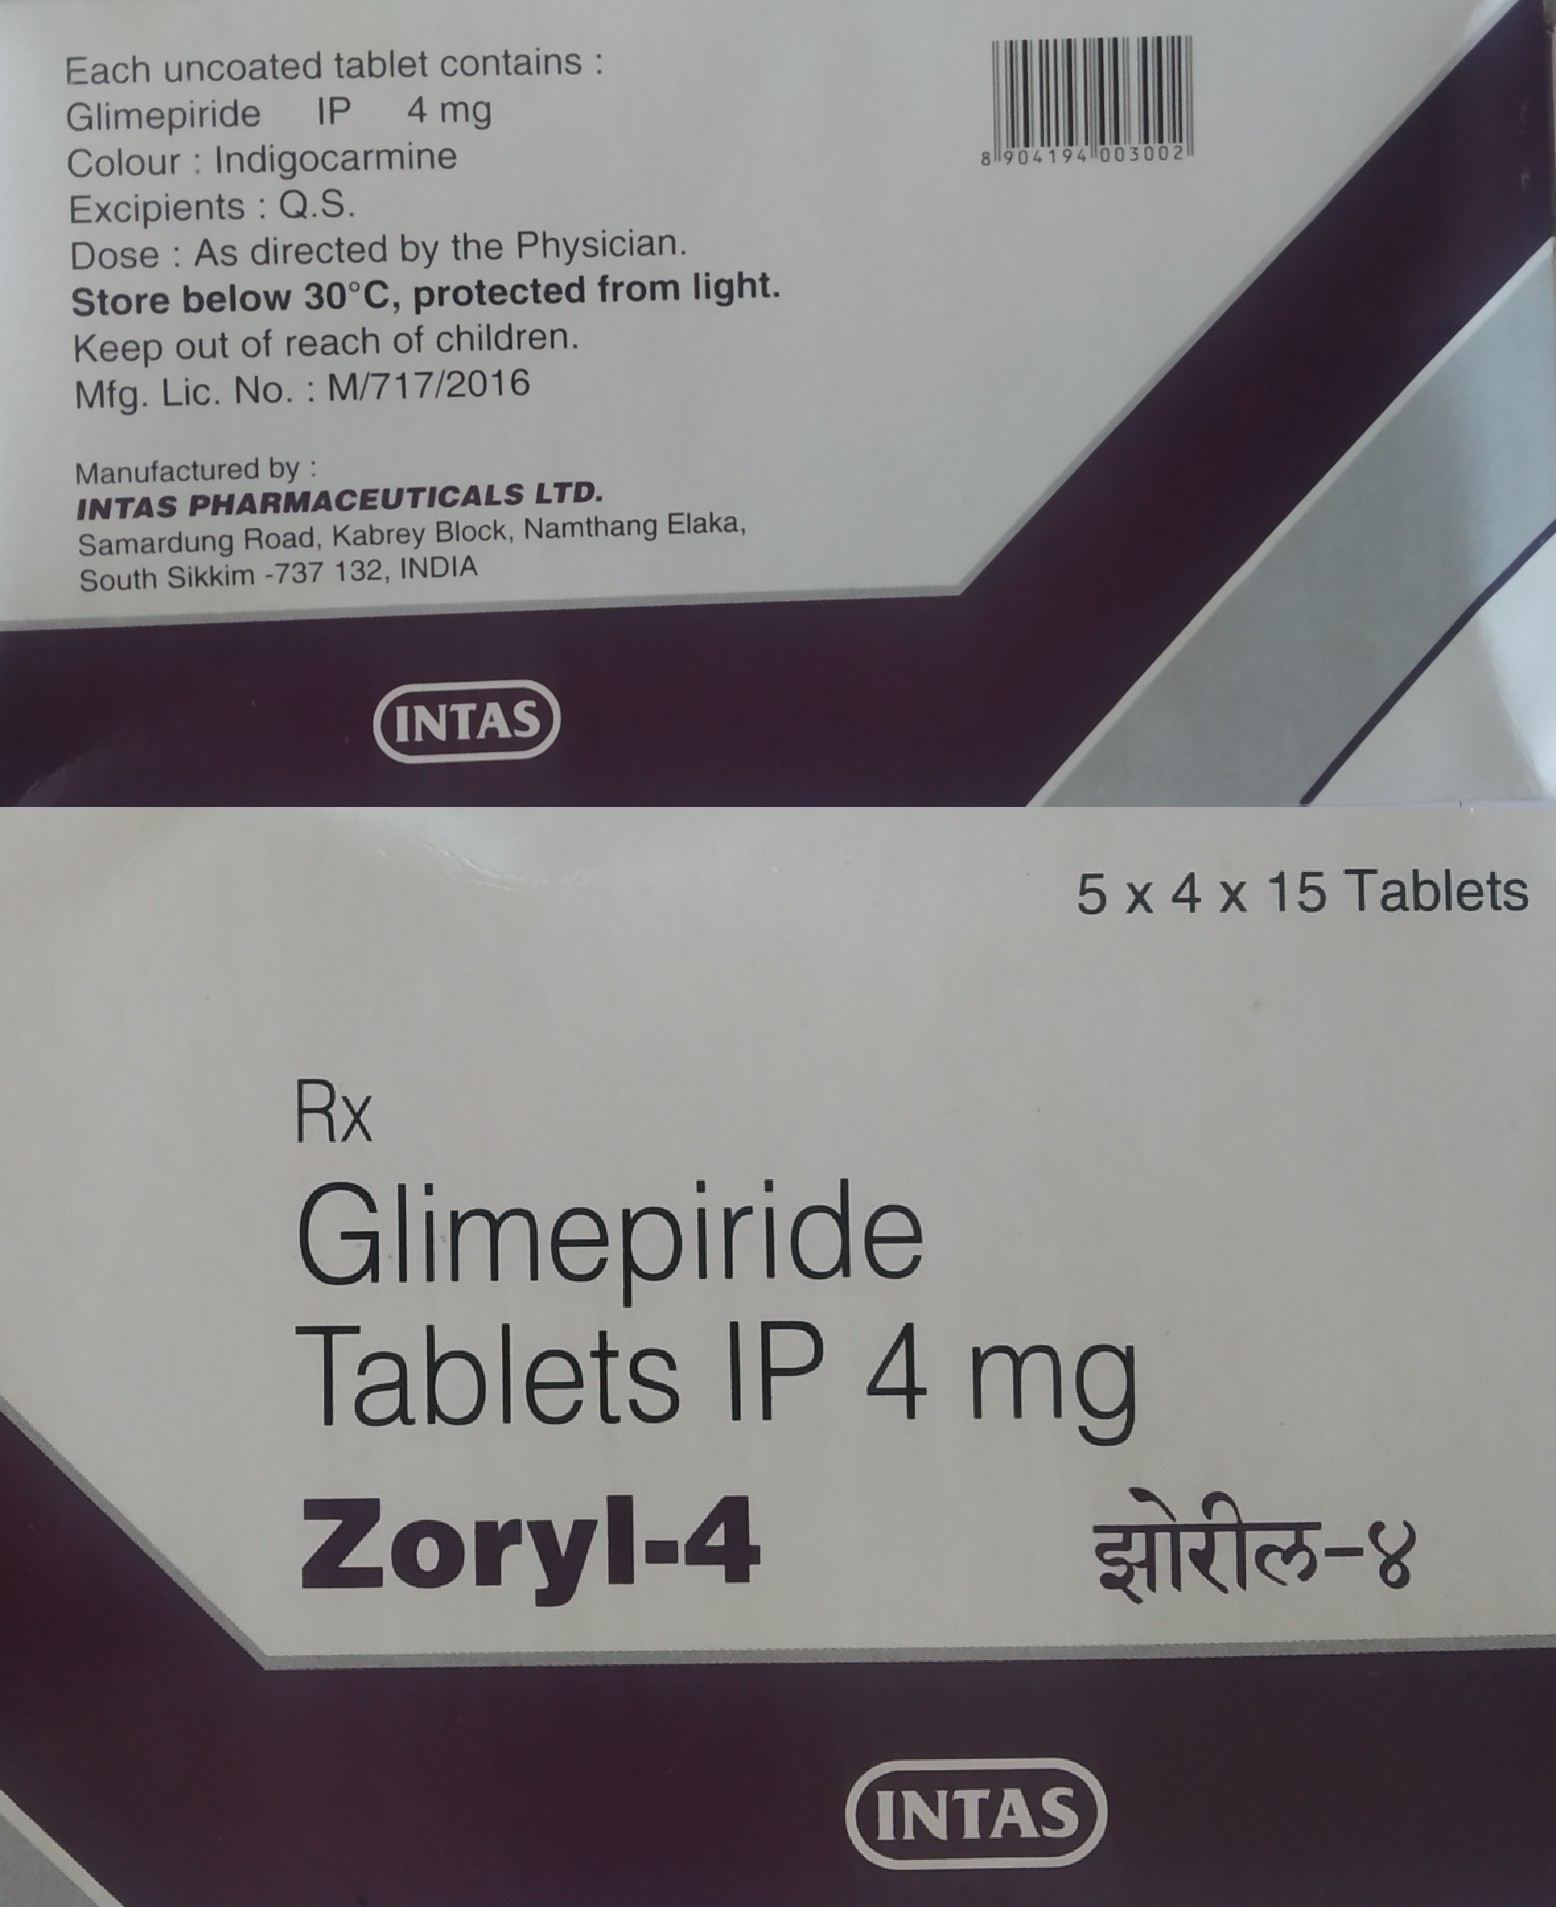 Each uncoated tablet contains :
Glimepiride IP 4 mg
Colour : Indigocarmine
Excipients : Q.S.
Dose : As directed by the Physician.
Store below 30°C, protected from light.
Keep out of reach of children.
Mfg. Lic. No. : M/717/2016
8 904194 003002
Manufactured by :
INTAS PHARMACEUTICALS LTD.
Samardung Road, Kabrey Block, Namthang Elaka,
South Sikkim -737 132, INDIA
INTAS
5 x 4 x 15 Tablets
Rx
Glimepiride
Tablets IP 4 mg
Zoryl-4 झोरील-४
INTAS